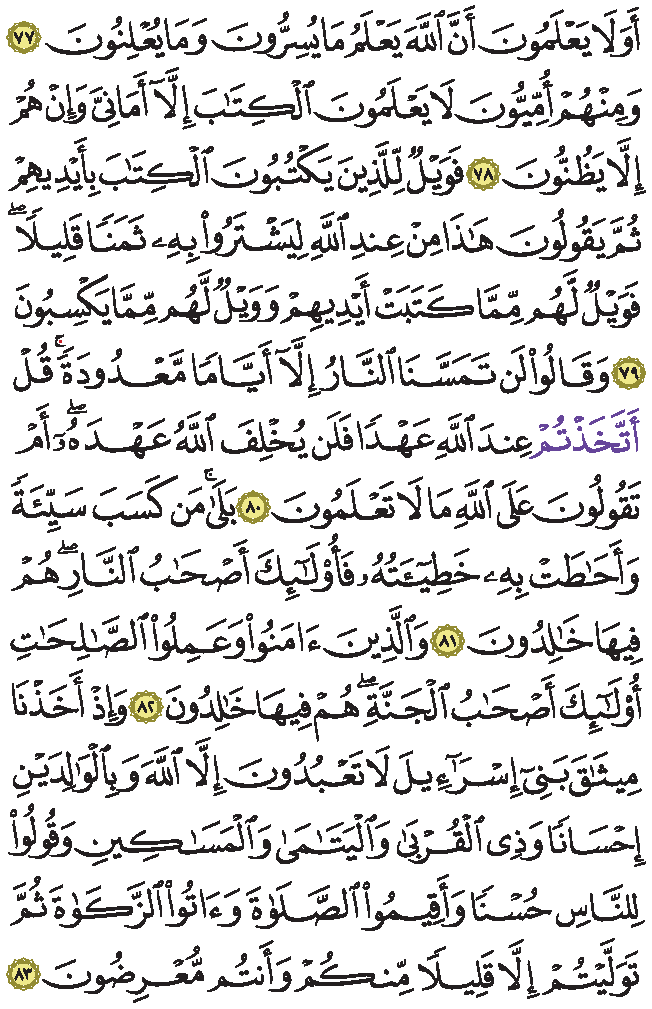 أَوَلَا يَعْلَمُونَ أَنَّ ٱللَّهَ يَعْلَمُ مَا يُسِرُّونَ وَمَا يُعْلِنُونَ ٧٧
وَمِنْهُمْ أُمِّيُّونَ لَا يَعْلَمُونَ ٱلْكِتَٰبَ إِلَّآ أَمَانِىَّ وَإِنْ هُمْ
إِلَّا يَظُنُّونَ ٧٨ فَوَيْلٌ لِّلَّذِينَ يَكْتُبُونَ ٱلْكِتَٰبَ بِأَيْدِيهِمْ
ثُمَّ يَقُولُونَ هَٰذَا مِنْ عِندِ ٱللَّهِ لِيَشْتَرُوا۟ بِهِۦ ثَمَنًا قَلِيلًا ۖ
فَوَيْلٌ لَّهُم مِّمَّا كَتَبَتْ أَيْدِيهِمْ وَوَيْلٌ لَّهُم مِّمَّا يَكْسِبُونَ
٧٩ وَقَالُوا۟ لَن تَمَسَّنَا ٱلنَّارُ إِلَّآ أَيَّامًا مَّعْدُودَةً ۚ قُلْ
أَتَّخَذْتُمْ عِندَ ٱللَّهِ عَهْدًا فَلَن يُخْلِفَ ٱللَّهُ عَهْدَهُۥٓ ۖ أَمْ
تَقُولُونَ عَلَى ٱللَّهِ مَا لَا تَعْلَمُونَ ٨٠ بَلَىٰ ۚ مَن كَسَبَ سَيِّئَةً
وَأَحَٰطَتْ بِهِۦ خَطِيٓـَٔتُهُۥ فَأُو۟لَٰٓئِكَ أَصْحَٰبُ ٱلنَّارِ ۖ هُمْ
فِيهَا خَٰلِدُونَ ٨١ وَٱلَّذِينَ ءَامَنُوا۟ وَعَمِلُوا۟ ٱلصَّٰلِحَٰتِ
أُو۟لَٰٓئِكَ أَصْحَٰبُ ٱلْجَنَّةِ ۖ هُمْ فِيهَا خَٰلِدُونَ ٨٢ وَإِذْ أَخَذْنَا
مِيثَٰقَ بَنِىٓ إِسْرَٰٓءِيلَ لَا تَعْبُدُونَ إِلَّا ٱللَّهَ وَبِٱلْوَٰلِدَيْنِ
إِحْسَانًا وَذِى ٱلْقُرْبَىٰ وَٱلْيَتَٰمَىٰ وَٱلْمَسَٰكِينِ وَقُولُوا۟
لِلنَّاسِ حُسْنًا وَأَقِيمُوا۟ ٱلصَّلَوٰةَ وَءَاتُوا۟ ٱلزَّكَوٰةَ ثُمَّ
تَوَلَّيْتُمْ إِلَّا قَلِيلًا مِّنكُمْ وَأَنتُم مُّعْرِضُونَ ٨٣